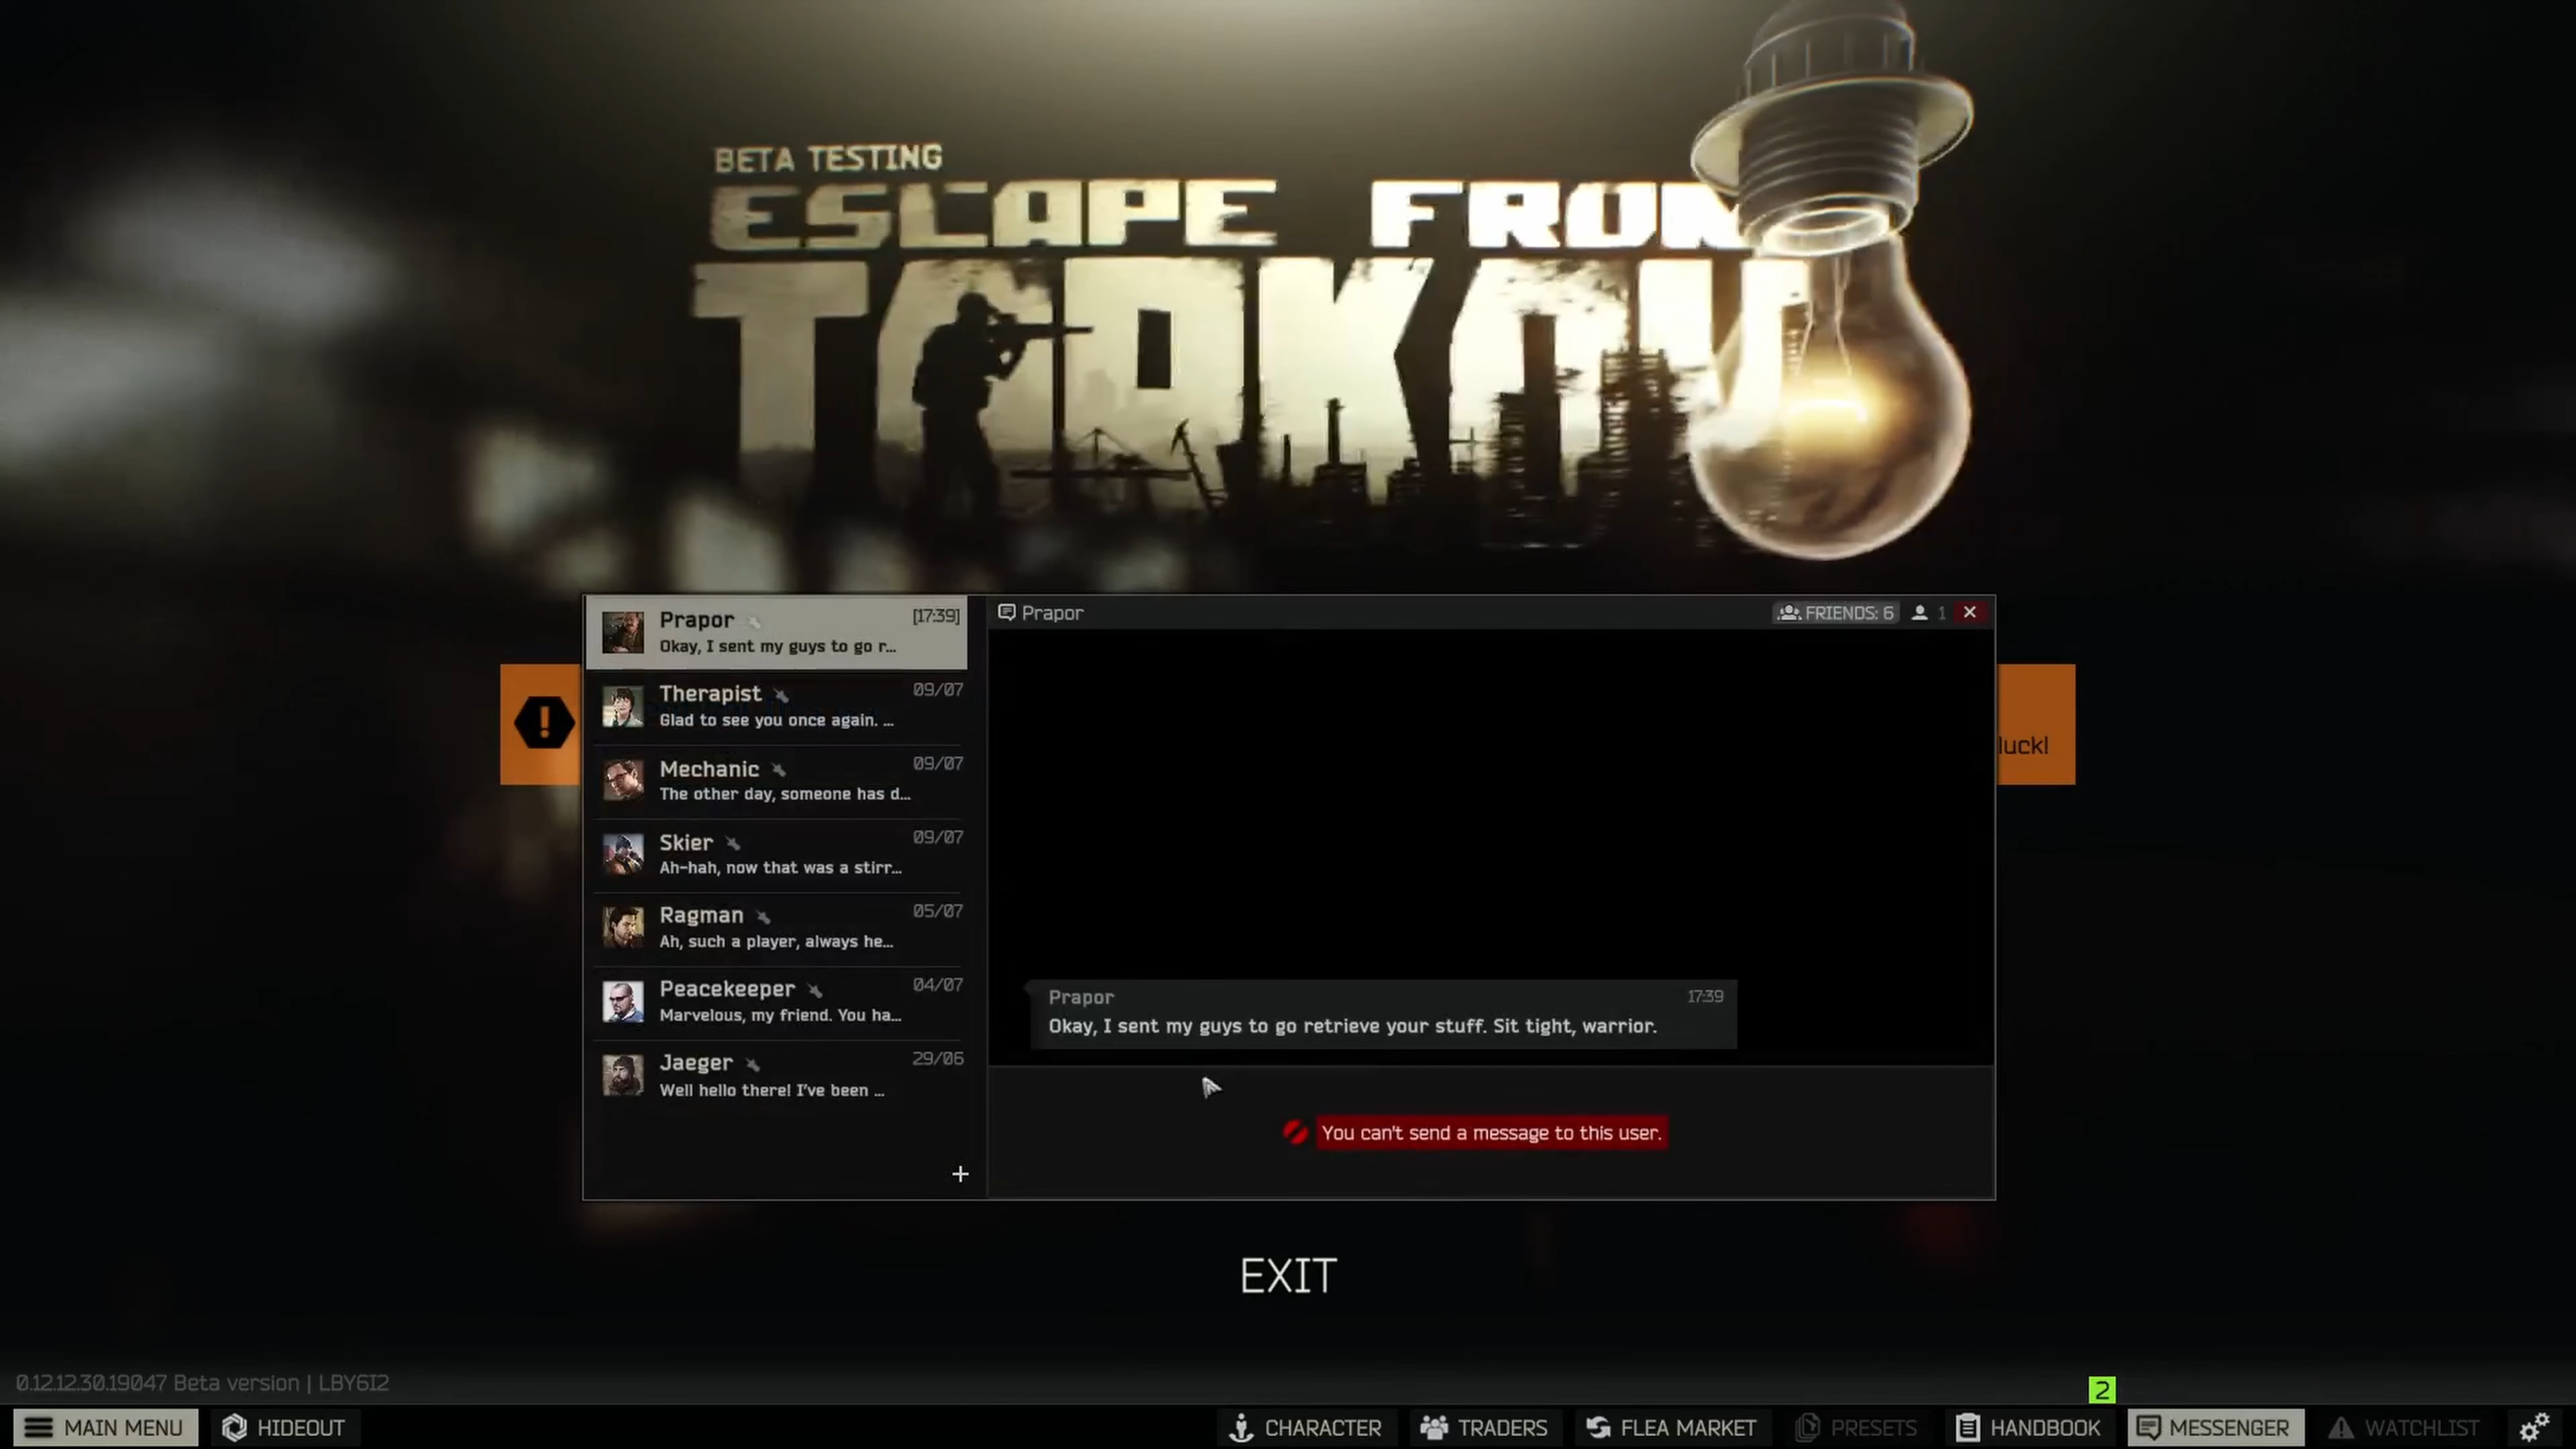 BETA TESTING
ESCAPE FROM
TARKOV
Prapor
[17:39]
Okay, I sent my guys to go r...
Therapist
09/07
Glad to see you once again. ...
Mechanic
09/07
The other day, someone has d...
Skier
09/07
Ah-hah, now that was a stirr...
Ragman
05/07
Ah, such a player, always he...
Peacekeeper
04/07
Marvelous, my friend. You ha...
Jaeger
29/06
Well hello there! I've been ...
+
Prapor
FRIENDS: 6
1
luck!
Prapor
17:39
Okay, I sent my guys to go retrieve your stuff. Sit tight, warrior.
You can't send a message to this user.
EXIT
0.12.12.30.19047 Beta version | LBY6I2
2
MAIN MENU
HIDEOUT
CHARACTER
TRADERS
FLEA MARKET
PRESETS
HANDBOOK
MESSENGER
WATCHLIST